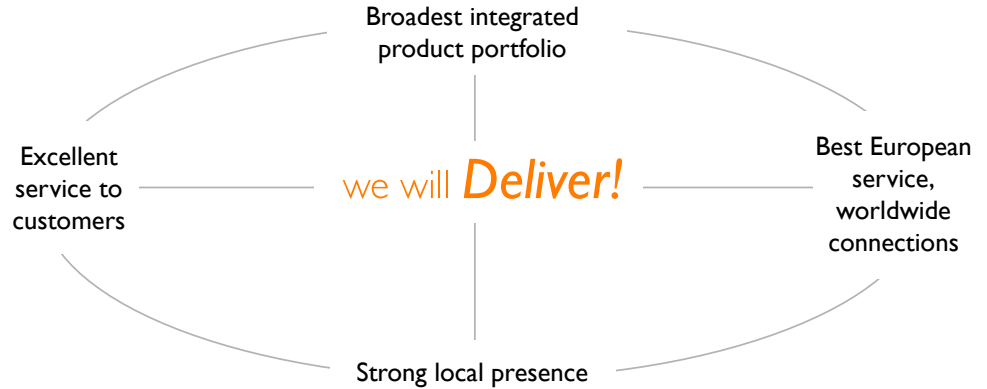 Broadest integrated
product portfolio
Excellent
service to
customers
we will Deliver!
Best European
service,
worldwide
connections
Strong local presence